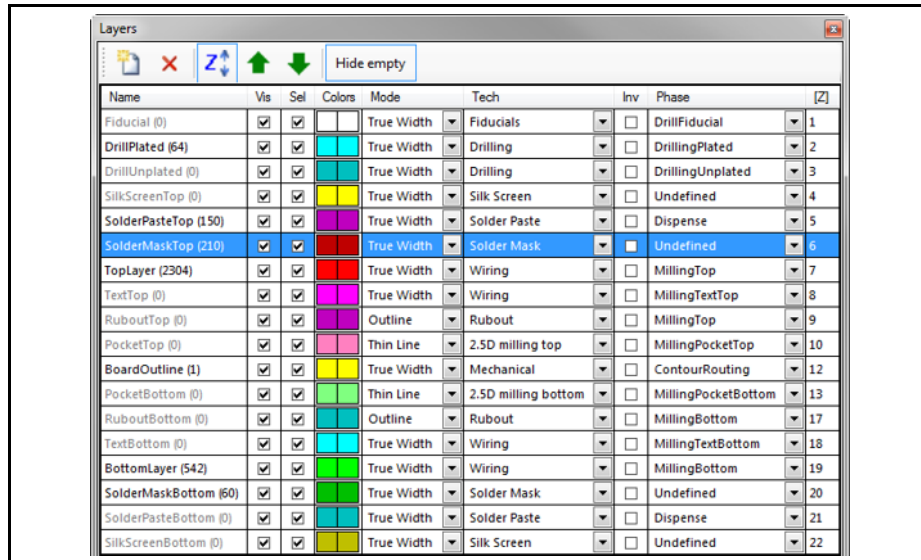 Layers
Z Hide empty
Name Vis Sel Colors Mode Tech Inv Phase [Z]
Fiducial (0) True Width Fiducials DrillFiducial 1
DrillPlated (64) True Width Drilling DrillingPlated 2
DrillUnplated (0) True Width Drilling DrillingUnplated 3
SilkScreenTop (0) True Width Silk Screen Undefined 4
SolderPasteTop (150) True Width Solder Paste Dispense 5
SolderMaskTop (210) True Width Solder Mask Undefined 6
TopLayer (2304) True Width Wiring MillingTop 7
TextTop (0) True Width Wiring MillingTextTop 8
RuboutTop (0) Outline Rubout MillingTop 9
PocketTop (0) Thin Line 2.5D milling top MillingPocketTop 10
BoardOutline (1) True Width Mechanical ContourRouting 12
PocketBottom (0) Thin Line 2.5D milling bottom MillingPocketBottom 13
RuboutBottom (0) Outline Rubout MillingBottom 17
TextBottom (0) True Width Wiring MillingTextBottom 18
BottomLayer (542) True Width Wiring MillingBottom 19
SolderMaskBottom (60) True Width Solder Mask Undefined 20
SolderPasteBottom (0) True Width Solder Paste Dispense 21
SilkScreenBottom (0) True Width Silk Screen Undefined 22